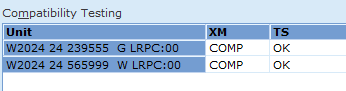 Compatibility Testing
Unit XM TS
W2024 24 239555 G LRPC:00 COMP OK
W2024 24 565999 W LRPC:00 COMP OK